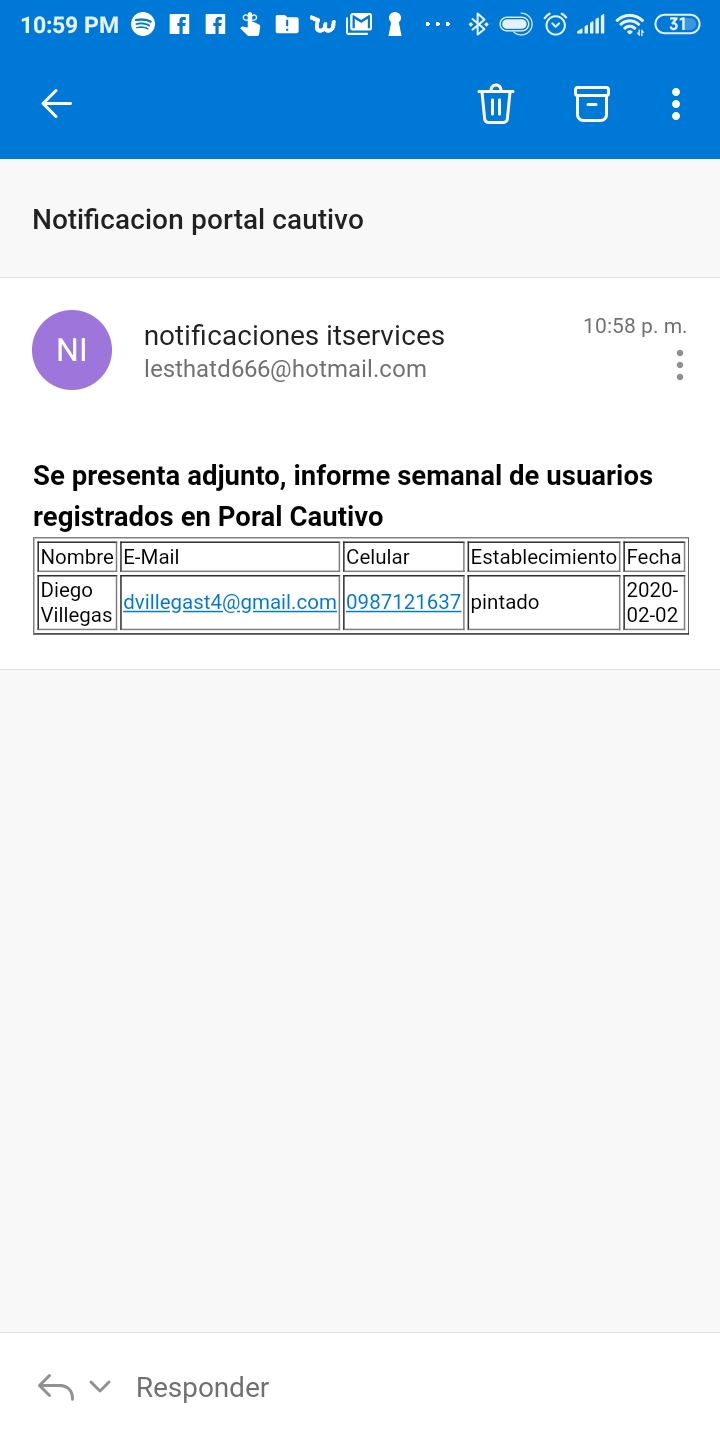 10:59 PM 31
Notificacion portal cautivo
NI
notificaciones itservices
10:58 p. m.
lesthatd666@hotmail.com
Se presenta adjunto, informe semanal de usuarios
registrados en Poral Cautivo
Nombre E-Mail Celular Establecimiento Fecha
Diego Villegas dvillegast4@gmail.com 0987121637 pintado 2020-02-02
Responder